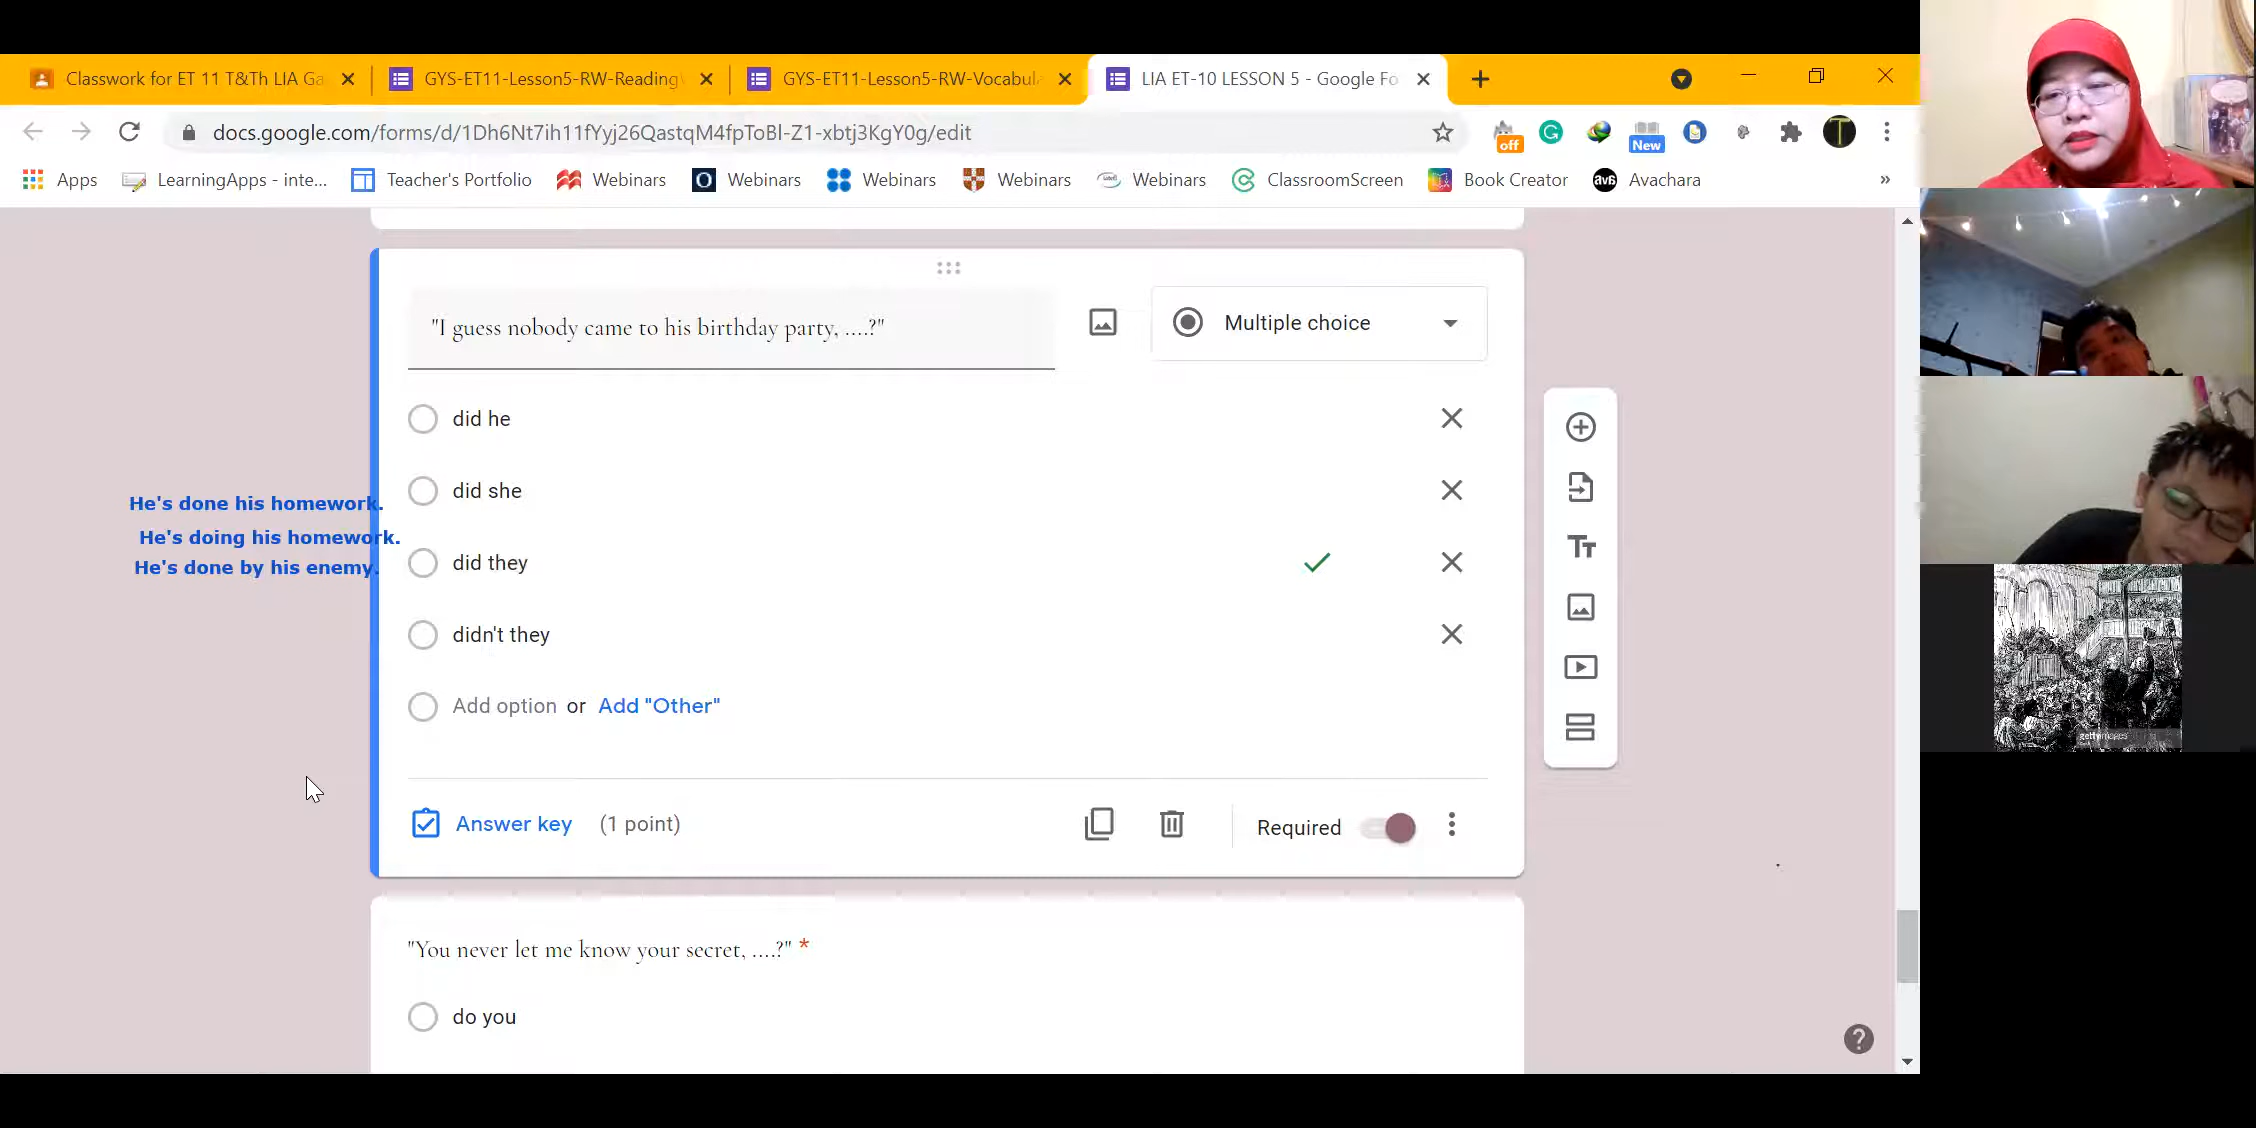 Classwork for ET 11 T&Th LIA Ga
GYS-ET11-Lesson5-RW-Reading
GYS-ET11-Lesson5-RW-Vocabula
LIA ET-10 LESSON 5 - Google Fo
docs.google.com/forms/d/1Dh6Nt7ih11fYyj26QastqM4fpToBl-Z1-xbtj3KgY0g/edit
off
New
T
Apps
LearningApps - inte...
Teacher's Portfolio
Webinars
Webinars
Webinars
Webinars
Webinars
ClassroomScreen
Book Creator
Avachara
»
"I guess nobody came to his birthday party, ....?"
Multiple choice
did he
did she
He's done his homework.
He's doing his homework.
did they
He's done by his enemy.
didn't they
Add option or Add "Other"
Answer key (1 point)
Required
"You never let me know your secret, ....?" *
do you
gettyimages